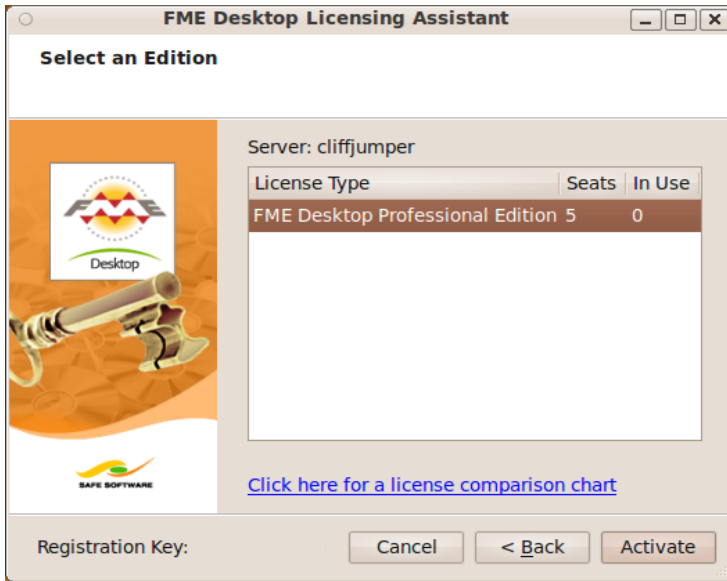 FME Desktop Licensing Assistant
Select an Edition
Server: cliffjumper
License Type Seats In Use
FME Desktop Professional Edition 5 0
FME
Desktop
SAFE SOFTWARE
Click here for a license comparison chart
Registration Key: Cancel < Back Activate